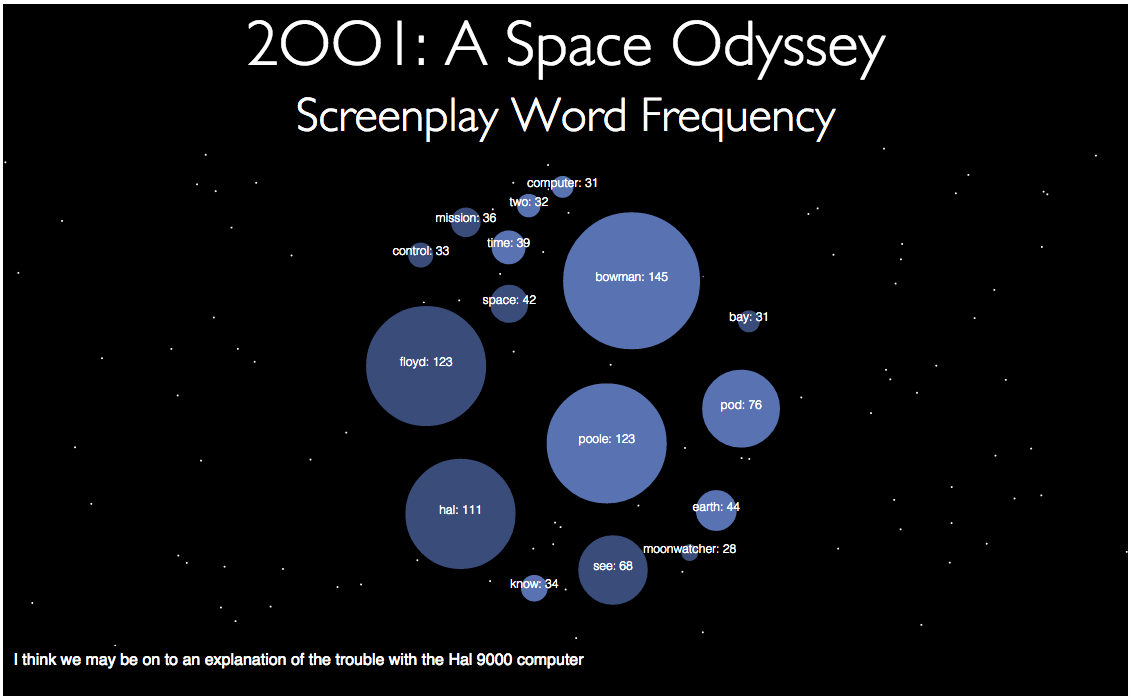 2001: A Space Odyssey
Screenplay Word Frequency
computer: 31
two: 32
mission: 36
time: 39
control: 33
bowman: 145
space: 42
bay: 31
floyd: 123
pod: 76
poole: 123
hal: 111
earth: 44
moonwatcher: 28
see: 68
know: 34
I think we may be on to an explanation of the trouble with the Hal 9000 computer